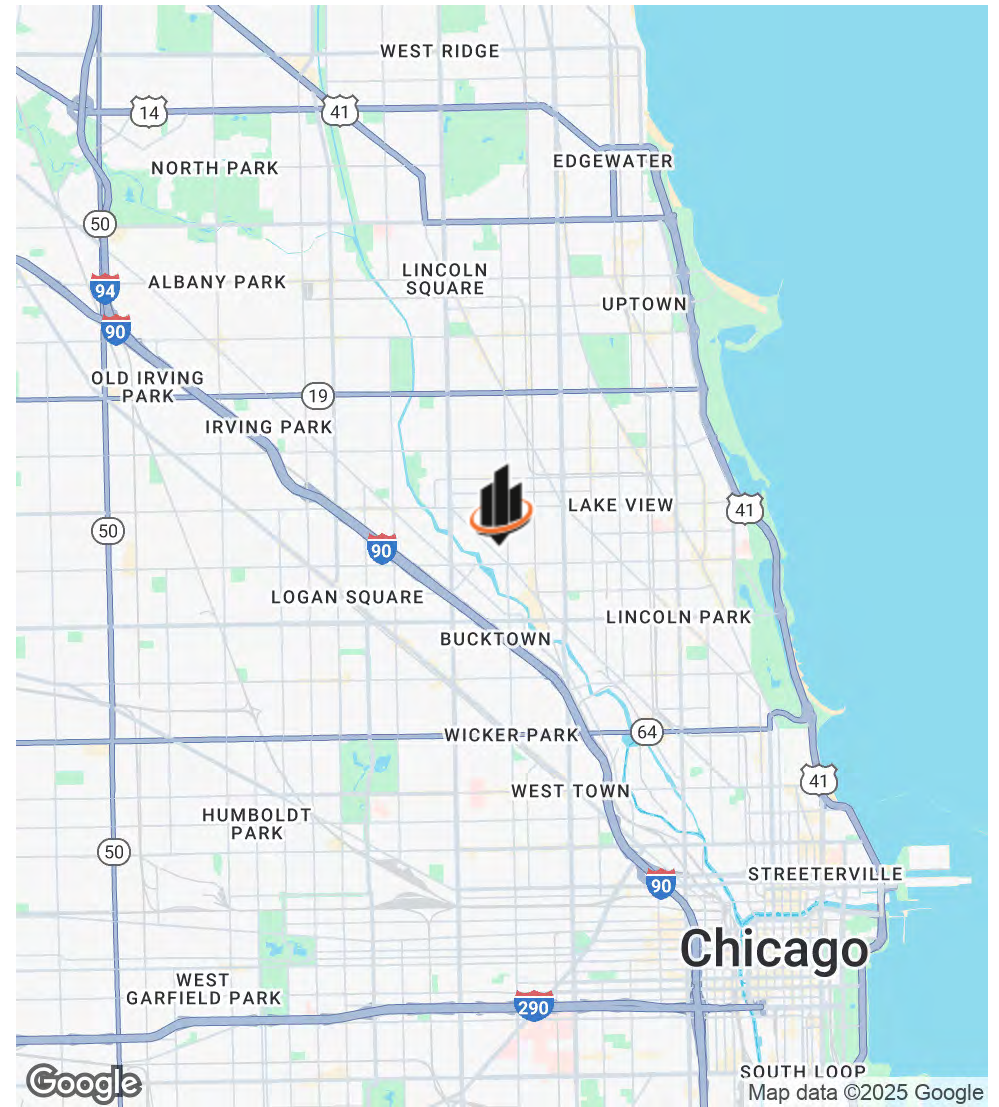 WEST RIDGE
14
41
EDGEWATER
NORTH PARK
50
LINCOLN
SQUARE
ALBANY PARK
94
UPTOWN
90
OLD IRVING
PARK
19
IRVING PARK
LAKE VIEW
41
50
90
LOGAN SQUARE
LINCOLN PARK
BUCKTOWN
WICKER PARK
64
41
WEST TOWN
HUMBOLDT
PARK
50
STREETERVILLE
90
Chicago
WEST
GARFIELD PARK
290
SOUTH LOOP
Google
Map data ©2025 Google